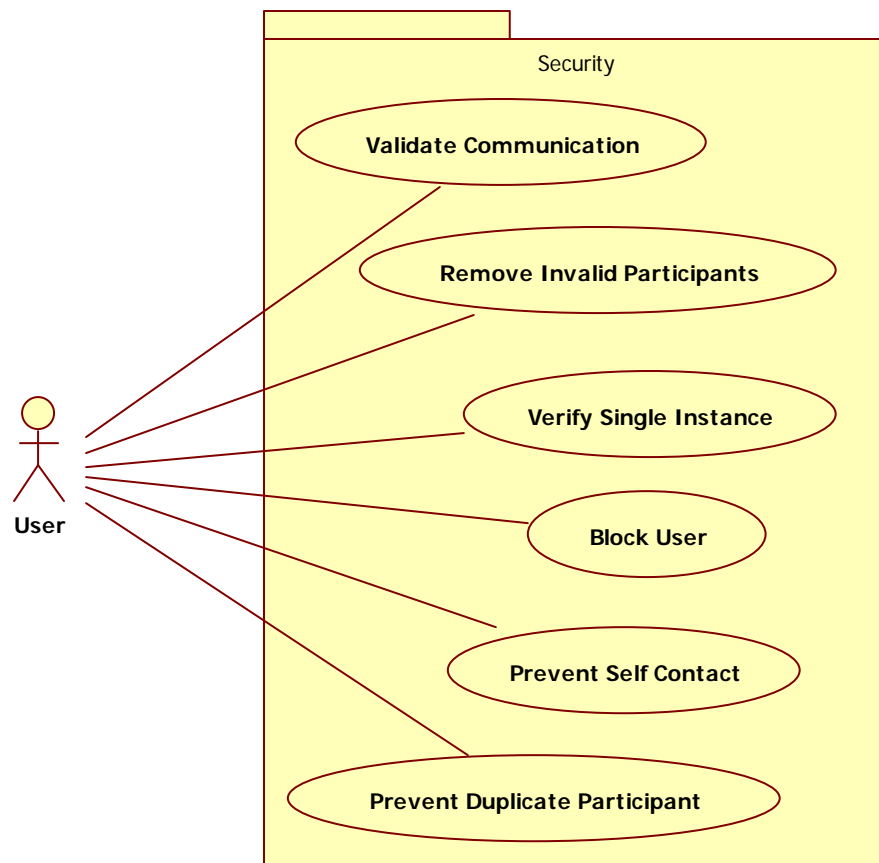 Security
Validate Communication
Remove Invalid Participants
Verify Single Instance
User
Block User
Prevent Self Contact
Prevent Duplicate Participant